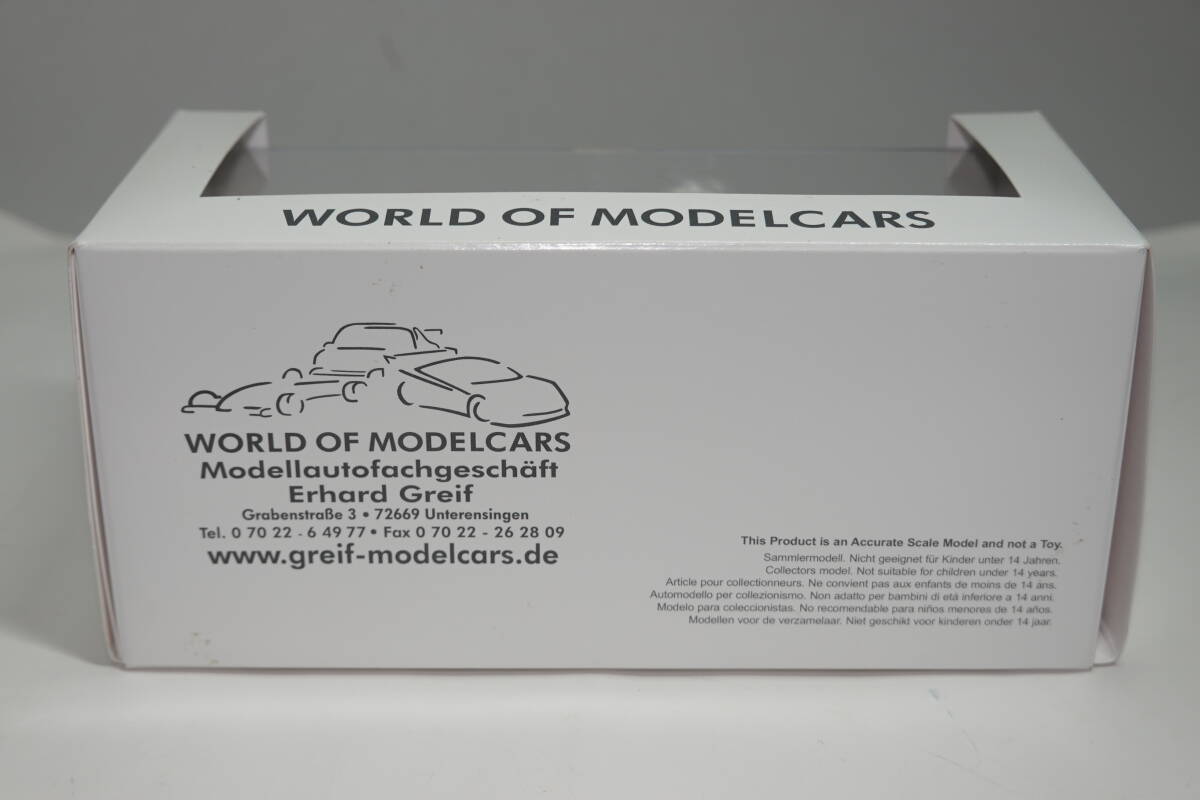 WORLD OF MODELCARS
WORLD OF MODELCARS
Modellautofachgeschäft
Erhard Greif
Grabenstraße 3 • 72669 Unterensingen
Tel. 0 70 22 - 6 49 77 • Fax 0 70 22 - 26 28 09
www.greif-modelcars.de
This Product is an Accurate Scale Model and not a Toy.
Sammlermodell. Nicht geeignet für Kinder unter 14 Jahren.
Collectors model. Not suitable for children under 14 years.
Article pour collectionneurs. Ne convient pas aux enfants de moins de 14 ans.
Automodello per collezionismo. Non adatto per bambini di etá inferiore a 14 anni.
Modelo para coleccionistas. No recomendable para niños menores de 14 años.
Modellen voor de verzamelaar. Niet geschikt voor kinderen onder 14 jaar.